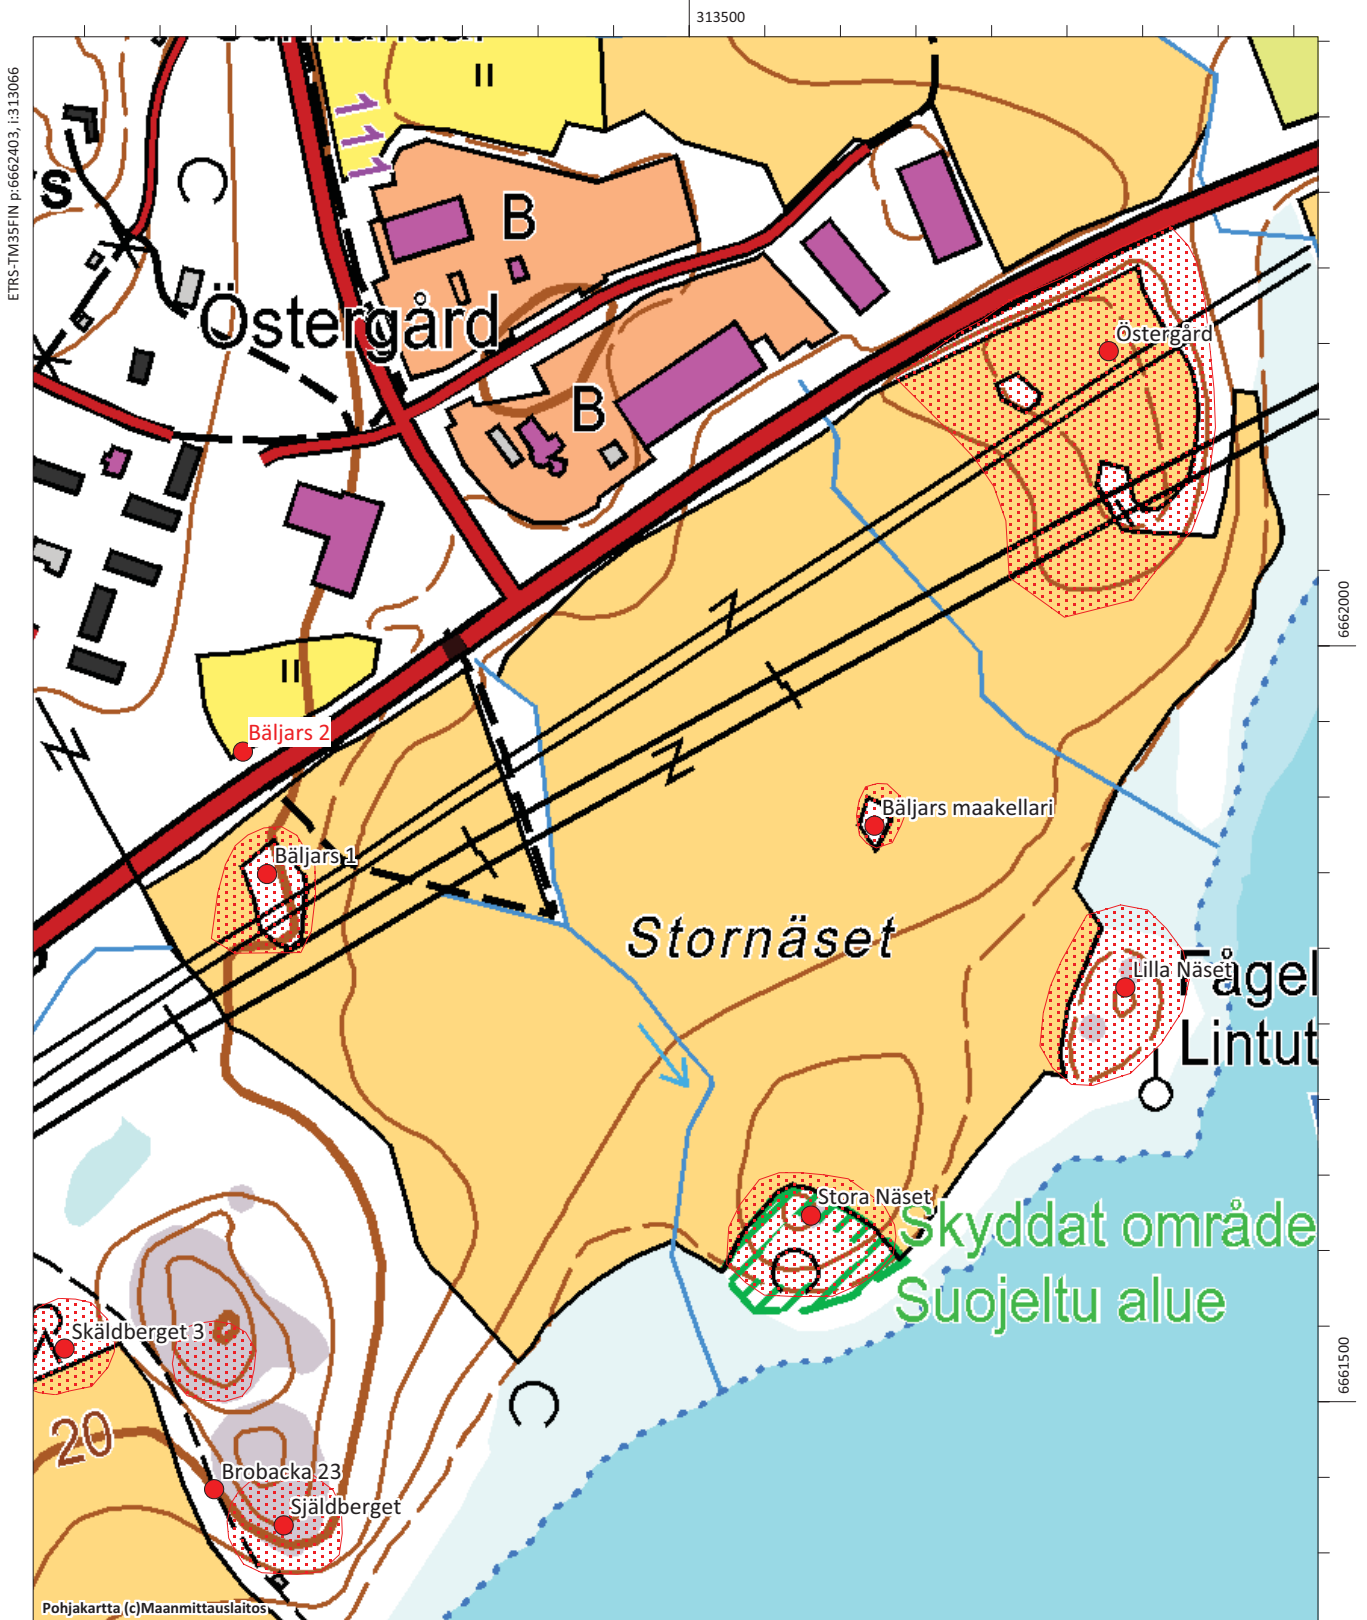 313500
ETRS-TM35FIN p:6662403, i:313066
II
111
s
B
Östergård
Östergård
B
6662000
II
Bäljars 2
Bäljars maakellari
Bäljars 1
Stornäset
Lilla Näset
Fågel
Lintut
Stora Näset
Skyddat område
Suojeltu alue
Skäldberget 3
6661500
20
Brobacka 23
Själdberget
Pohjakartta (c)Maanmittauslaitos